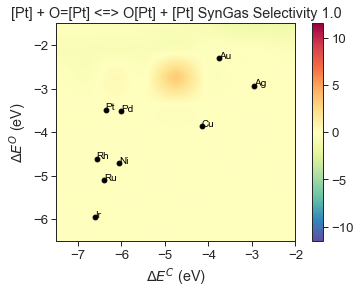 [Pt] + O=[Pt] <=> O[Pt] + [Pt] SynGas Selectivity 1.0
ΔE^O (eV)
−2
−3
−4
−5
−6
Au
Ag
Pt
Pd
Cu
Rh
Ni
Ru
Ir
−7
−6
−5
−4
−3
−2
ΔE^C (eV)
10
5
0
−5
−10